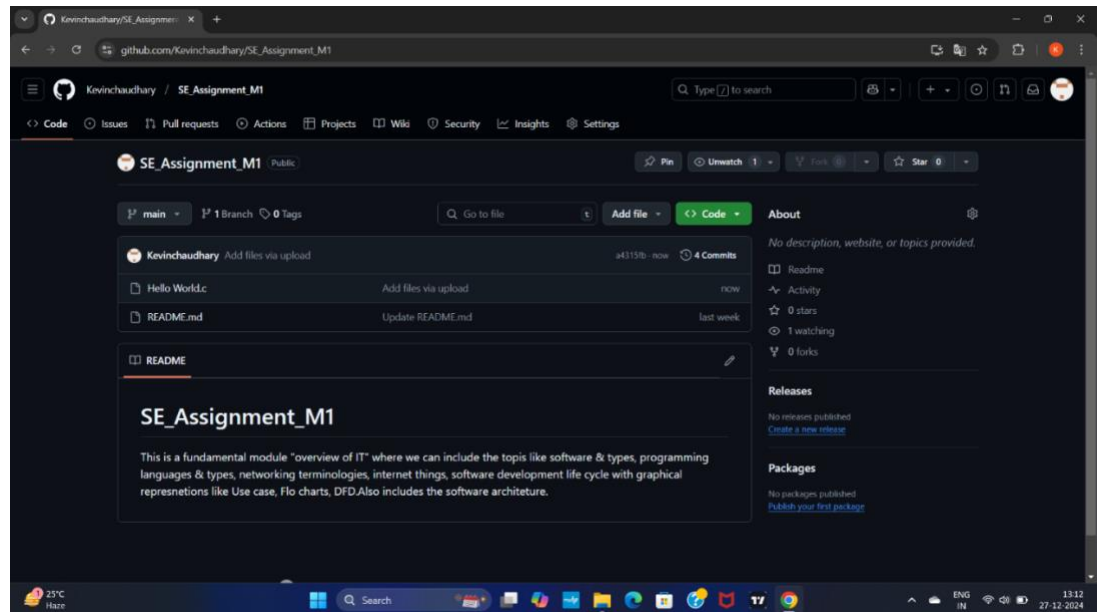 Kevinchaudhary/SE_Assignmen
github.com/Kevinchaudhary/SE_Assignment_M1
Kevinchaudhary / SE_Assignment_M1
Type / to search
Code Issues Pull requests Actions Projects Wiki Security Insights Settings
SE_Assignment_M1 Public
Pin Unwatch 1 Fork 0 Star 0
main 1 Branch 0 Tags Go to file t Add file Code
About
No description, website, or topics provided.
Kevinchaudhary Add files via upload a4315fb · now 4 Commits
Readme
Hello World.c Add files via upload now
Activity
README.md Update README.md last week
0 stars
1 watching
0 forks
README
Releases
No releases published
Create a new release
SE_Assignment_M1
This is a fundamental module "overview of IT" where we can include the topis like software & types, programming
languages & types, networking terminologies, internet things, software development life cycle with graphical
represnetions like Use case, Flo charts, DFD.Also includes the software architeture.
Packages
No packages published
Publish your first package
25°C
Haze
Search
ENG
IN
13:12
27-12-2024